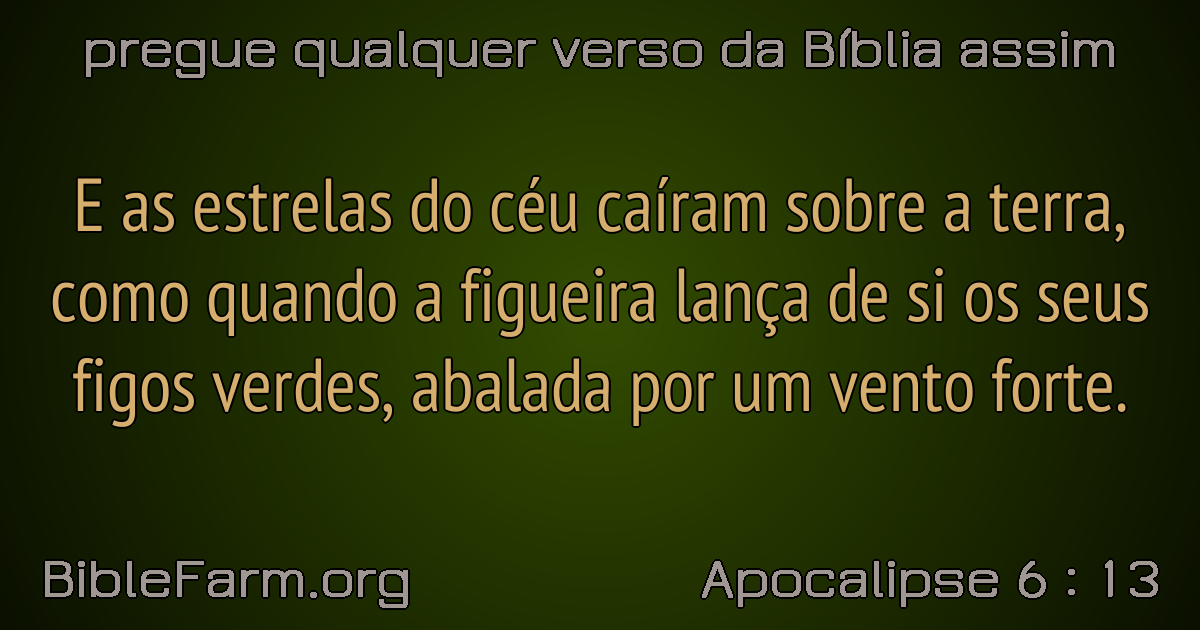 pregue qualquer verso da Bíblia assim
E as estrelas do céu caíram sobre a terra,
como quando a figueira lança de si os seus
figos verdes, abalada por um vento forte.
BibleFarm.org
Apocalipse 6 : 13